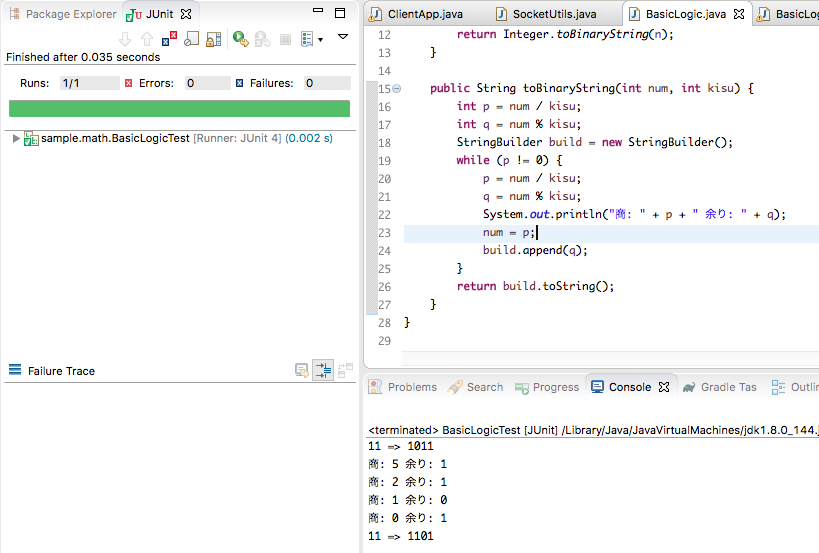 Package Explorer
JUnit
Finished after 0.035 seconds
Runs: 1/1
Errors: 0
Failures: 0
sample.math.BasicLogicTest [Runner: JUnit 4] (0.002 s)
Failure Trace
ClientApp.java
SocketUtils.java
BasicLogic.java
BasicLog
12 return Integer.toBinaryString(n);
13 }
14
15 public String toBinaryString(int num, int kisu) {
16 int p = num / kisu;
17 int q = num % kisu;
18 StringBuilder build = new StringBuilder();
19 while (p != 0) {
20 p = num / kisu;
21 q = num % kisu;
22 System.out.println("商: " + p + " 余り: " + q);
23 num = p;
24 build.append(q);
25 }
26 return build.toString();
27 }
28 }
29
Problems
Search
Progress
Console
Gradle Tas
Outlin
<terminated> BasicLogicTest [JUnit] /Library/Java/JavaVirtualMachines/jdk1.8.0_144.j
11 => 1011
商: 5 余り: 1
商: 2 余り: 1
商: 1 余り: 0
商: 0 余り: 1
11 => 1101